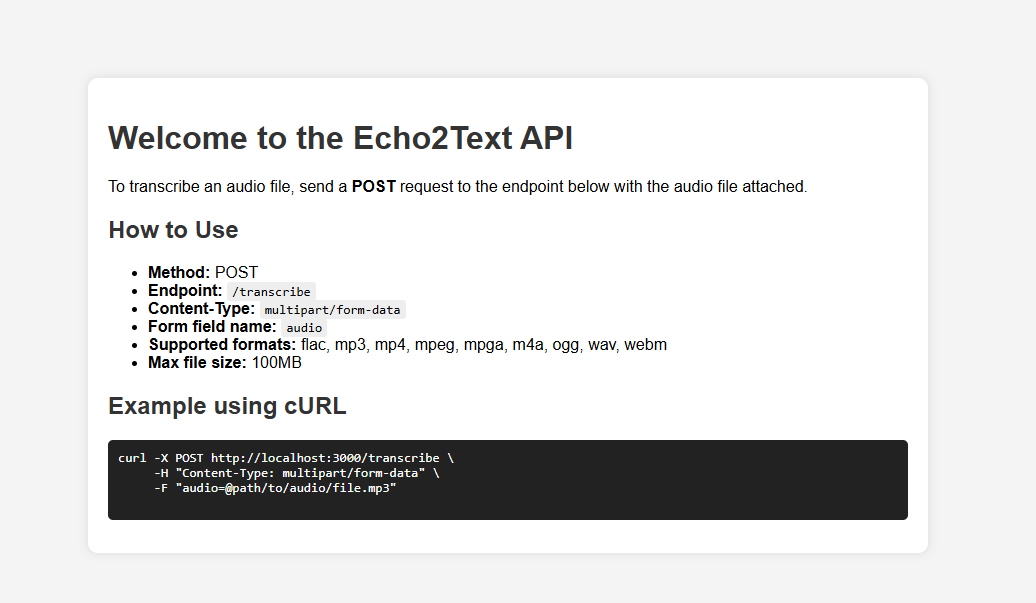 Welcome to the Echo2Text API
To transcribe an audio file, send a POST request to the endpoint below with the audio file attached.
How to Use
• Method: POST
• Endpoint: /transcribe
• Content-Type: multipart/form-data
• Form field name: audio
• Supported formats: flac, mp3, mp4, mpeg, mpga, m4a, ogg, wav, webm
• Max file size: 100MB
Example using cURL
curl -X POST http://localhost:3000/transcribe \
     -H "Content-Type: multipart/form-data" \
     -F "audio=@path/to/audio/file.mp3"